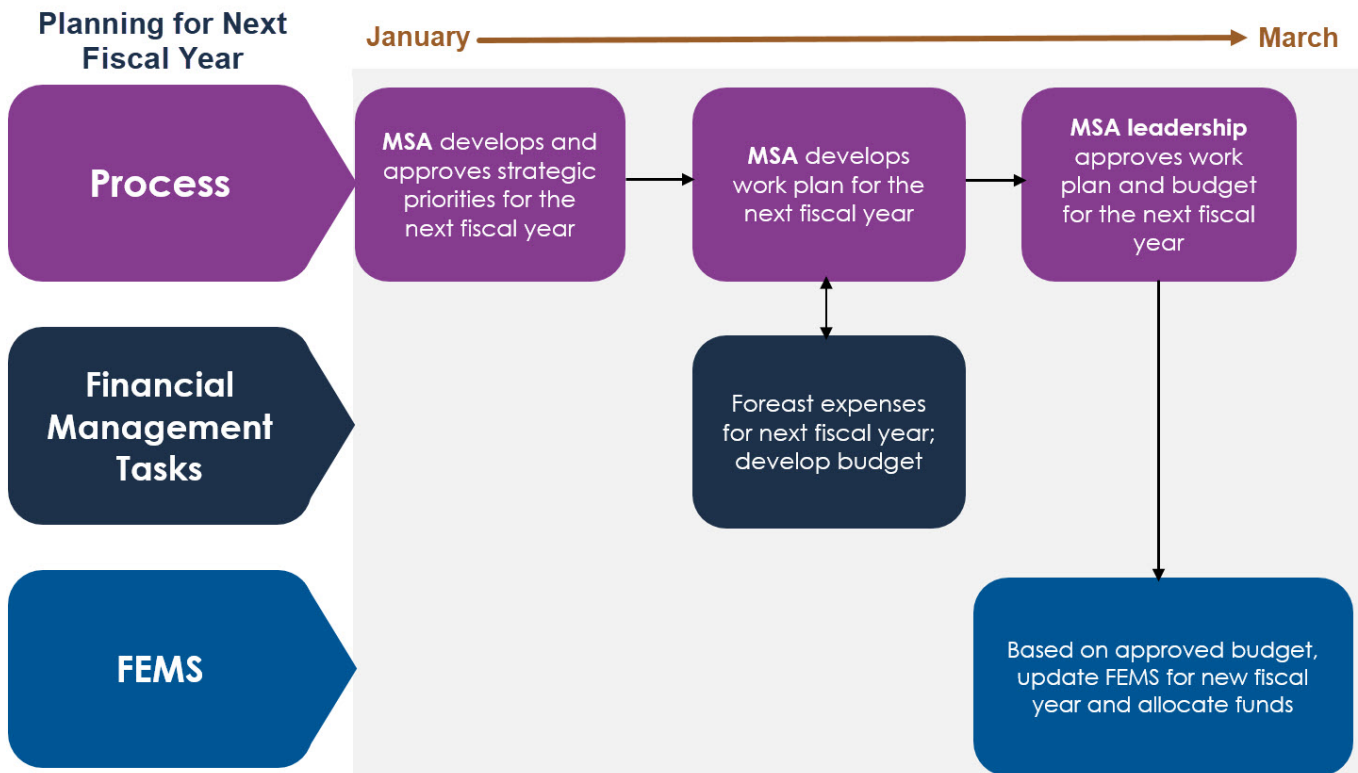 Planning for Next
Fiscal Year
January
March
Process
MSA develops and
approves strategic
priorities for the
next fiscal year
MSA develops
work plan for the
next fiscal year
MSA leadership
approves work
plan and budget
for the next fiscal
year
Financial
Management
Tasks
Foreast expenses
for next fiscal year;
develop budget
FEMS
Based on approved budget,
update FEMS for new fiscal
year and allocate funds